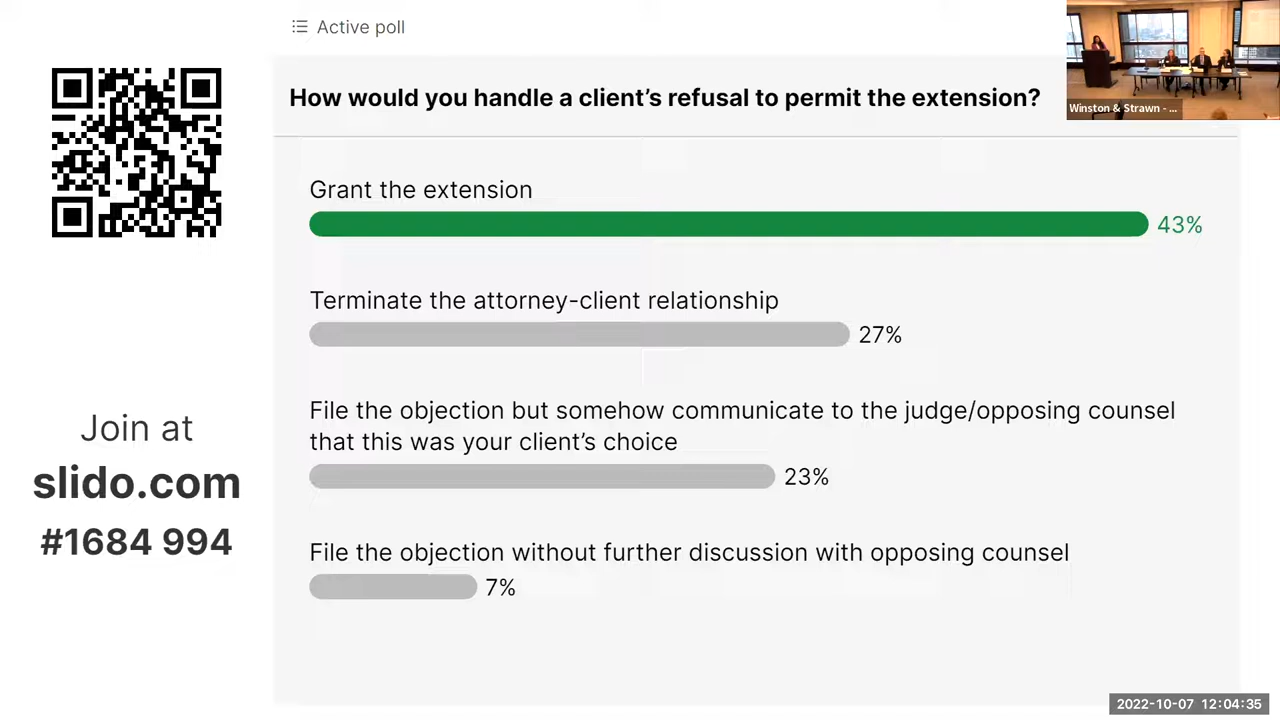 Active poll
How would you handle a client's refusal to permit the extension?
Winston & Strawn - ...
Grant the extension
43%
Terminate the attorney-client relationship
27%
File the objection but somehow communicate to the judge/opposing counsel
that this was your client's choice
23%
File the objection without further discussion with opposing counsel
7%
Join at
slido.com
#1684 994
2022-10-07 12:04:35